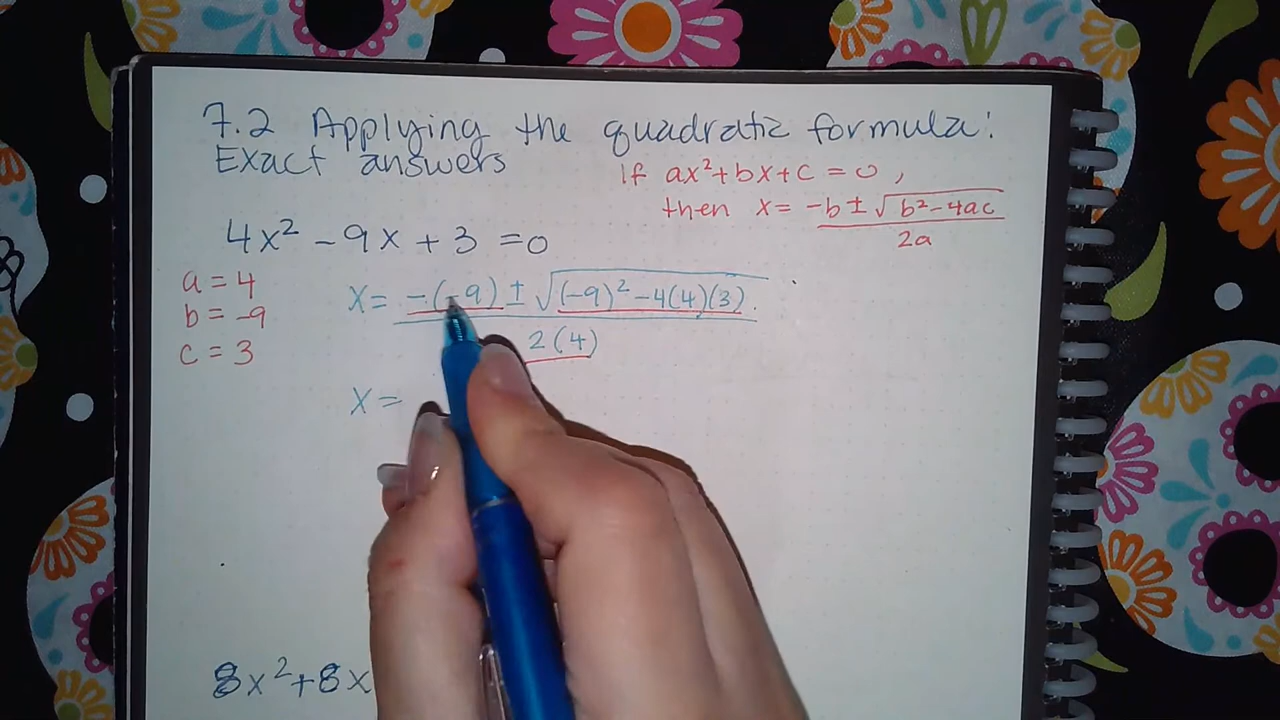 7.2 Applying the quadratic formula:
Exact answers
If ax²+bx+c = 0,
then x = -b ± √b²-4ac / 2a
4x² - 9x + 3 = 0
a = 4
b = -9
c = 3
x = -(-9) ± √(-9)² - 4(4)(3) / 2(4)
x =
8x²+8x